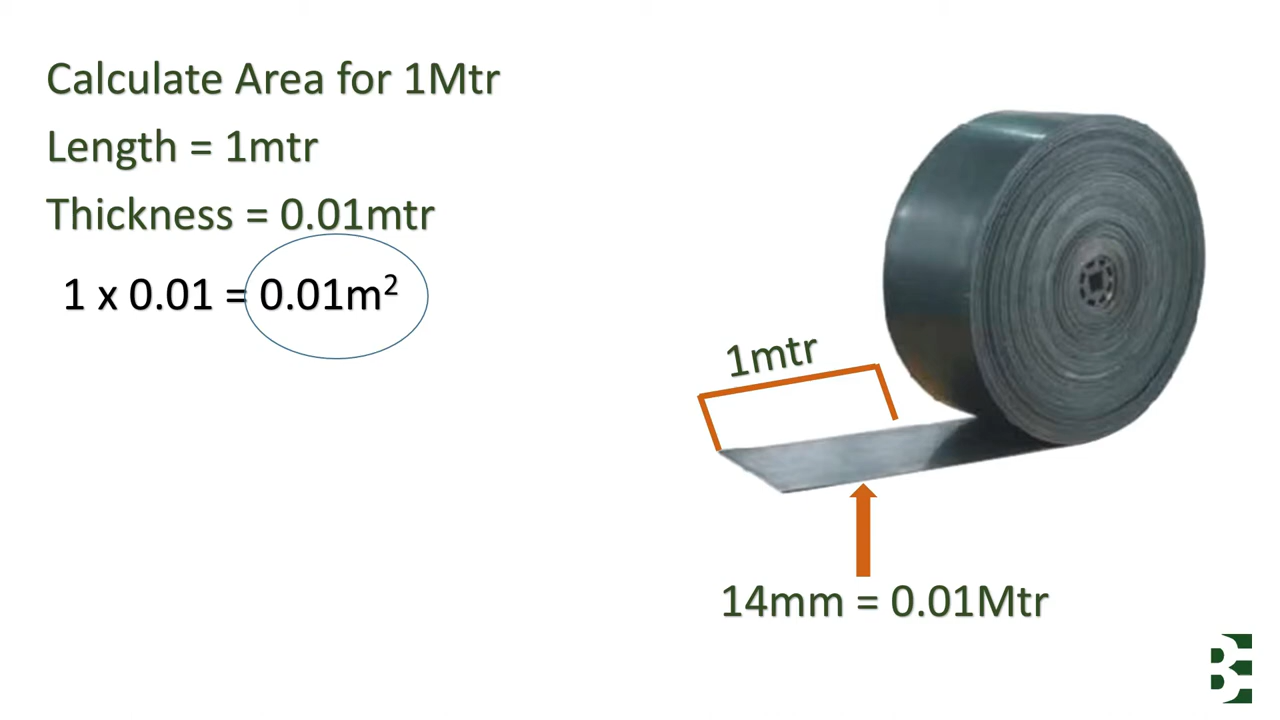 Calculate Area for 1Mtr
Length = 1mtr
Thickness = 0.01mtr
1 x 0.01 = 0.01m²
1mtr
14mm = 0.01Mtr